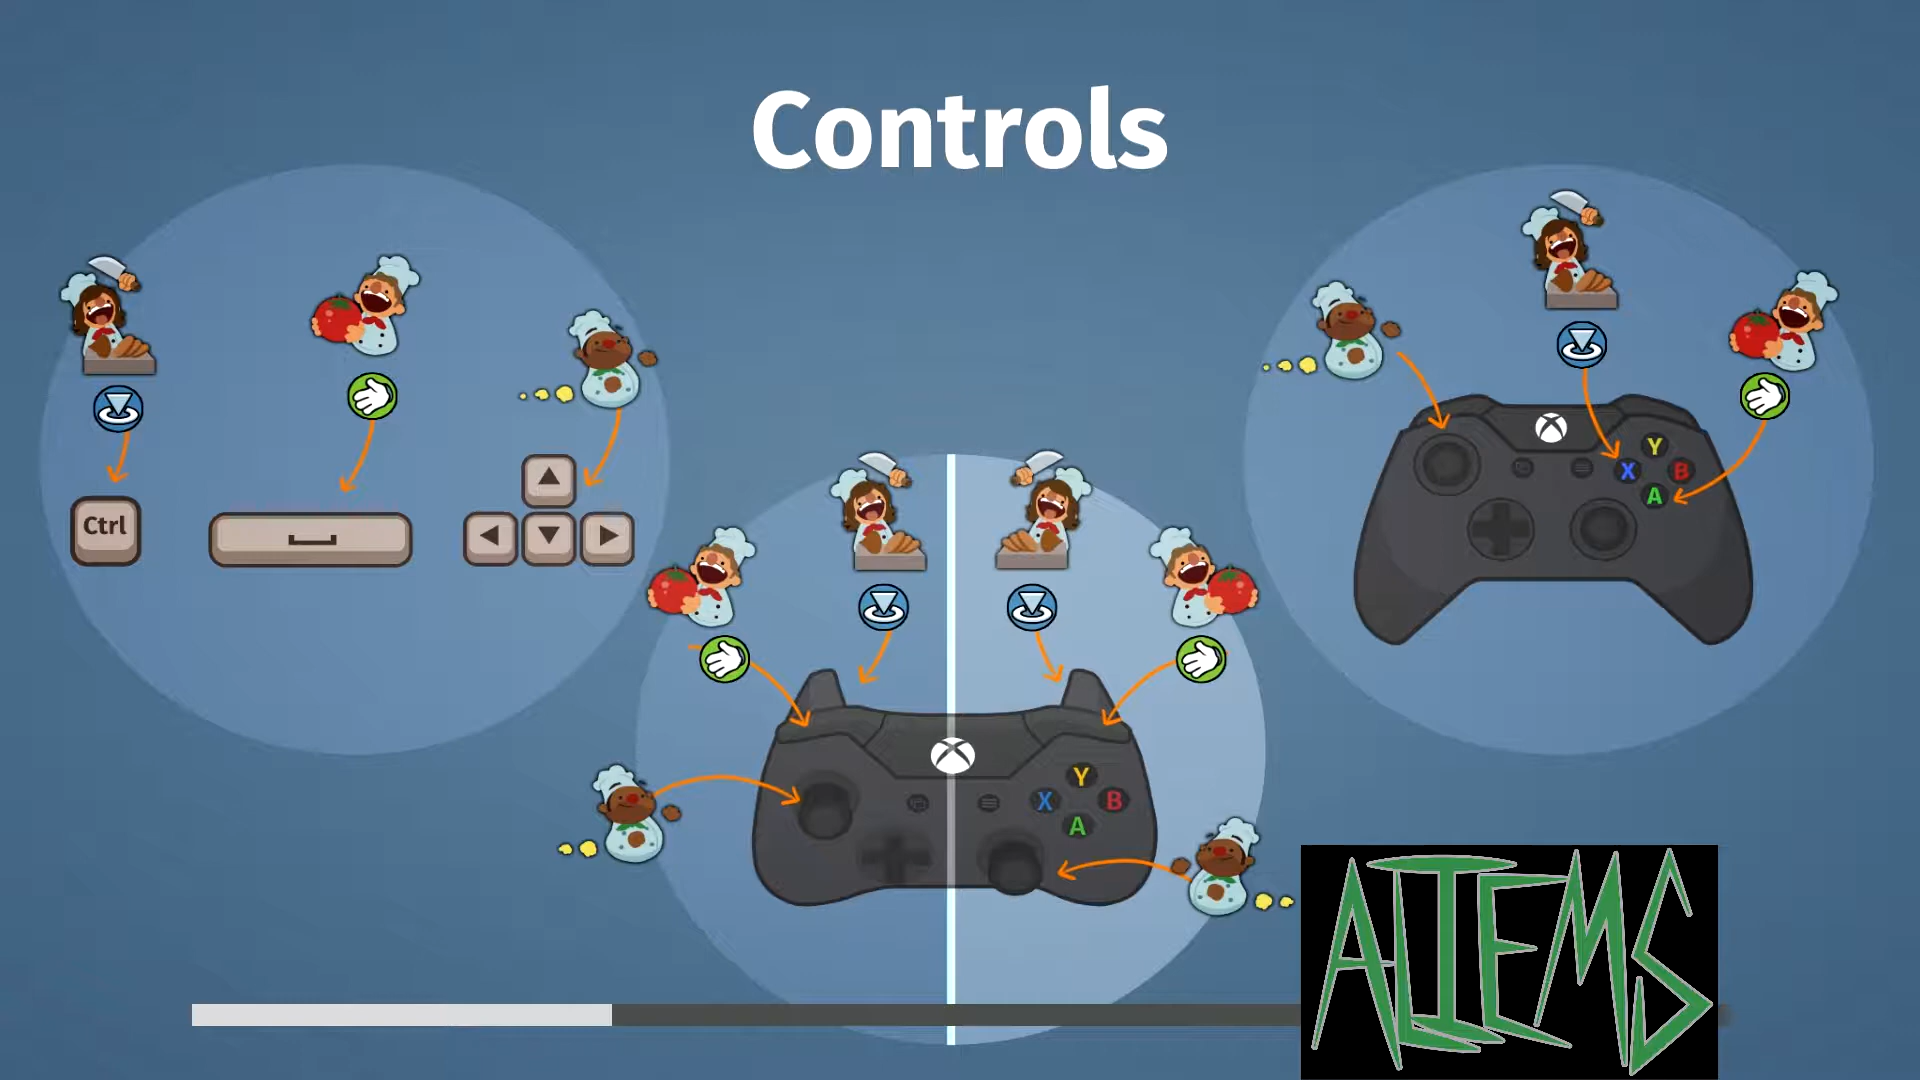 Controls
Ctrl
Y
X B
A
Y
X B
A
ALIEMS